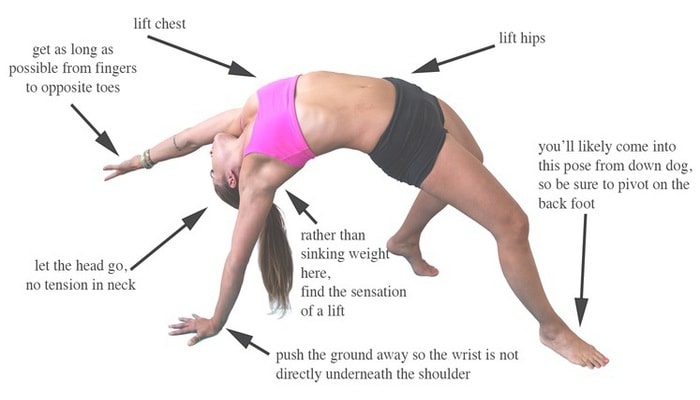 lift chest
lift hips
get as long as
possible from fingers
to opposite toes
you'll likely come into
this pose from down dog,
so be sure to pivot on the
back foot
let the head go,
no tension in neck
rather than
sinking weight
here,
find the sensation
of a lift
push the ground away so the wrist is not
directly underneath the shoulder